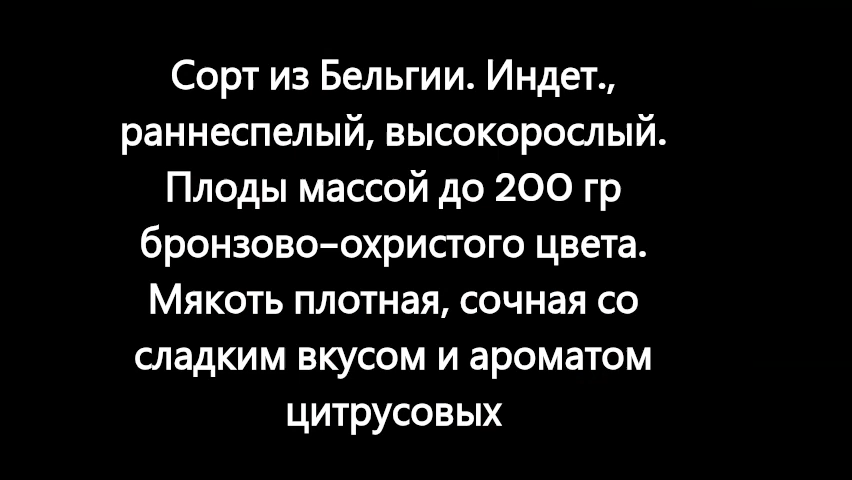 Сорт из Бельгии. Индет.,
раннеспелый, высокорослый.
Плоды массой до 200 гр
бронзово-охристого цвета.
Мякоть плотная, сочная со
сладким вкусом и ароматом
цитрусовых